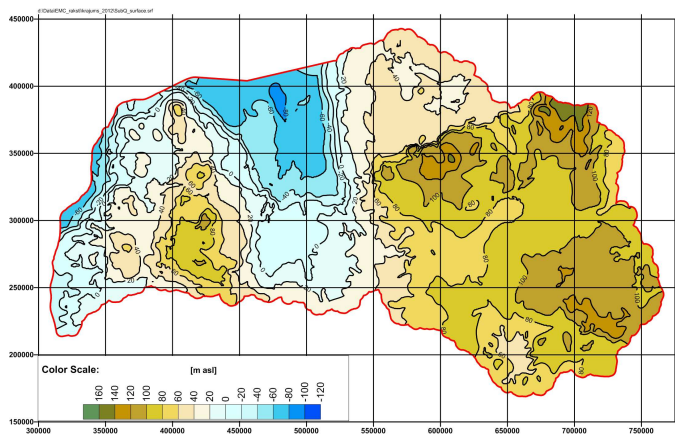 d:\Data\EMC_raksti\krajums_2012\SubQ_surface.srf
450000
400000
350000
300000
250000
200000
150000
Color Scale: [m asl]
160 140 120 100 80 60 40 20 0 -20 -40 -60 -80 -100 -120
300000 350000 400000 450000 500000 550000 600000 650000 700000 750000